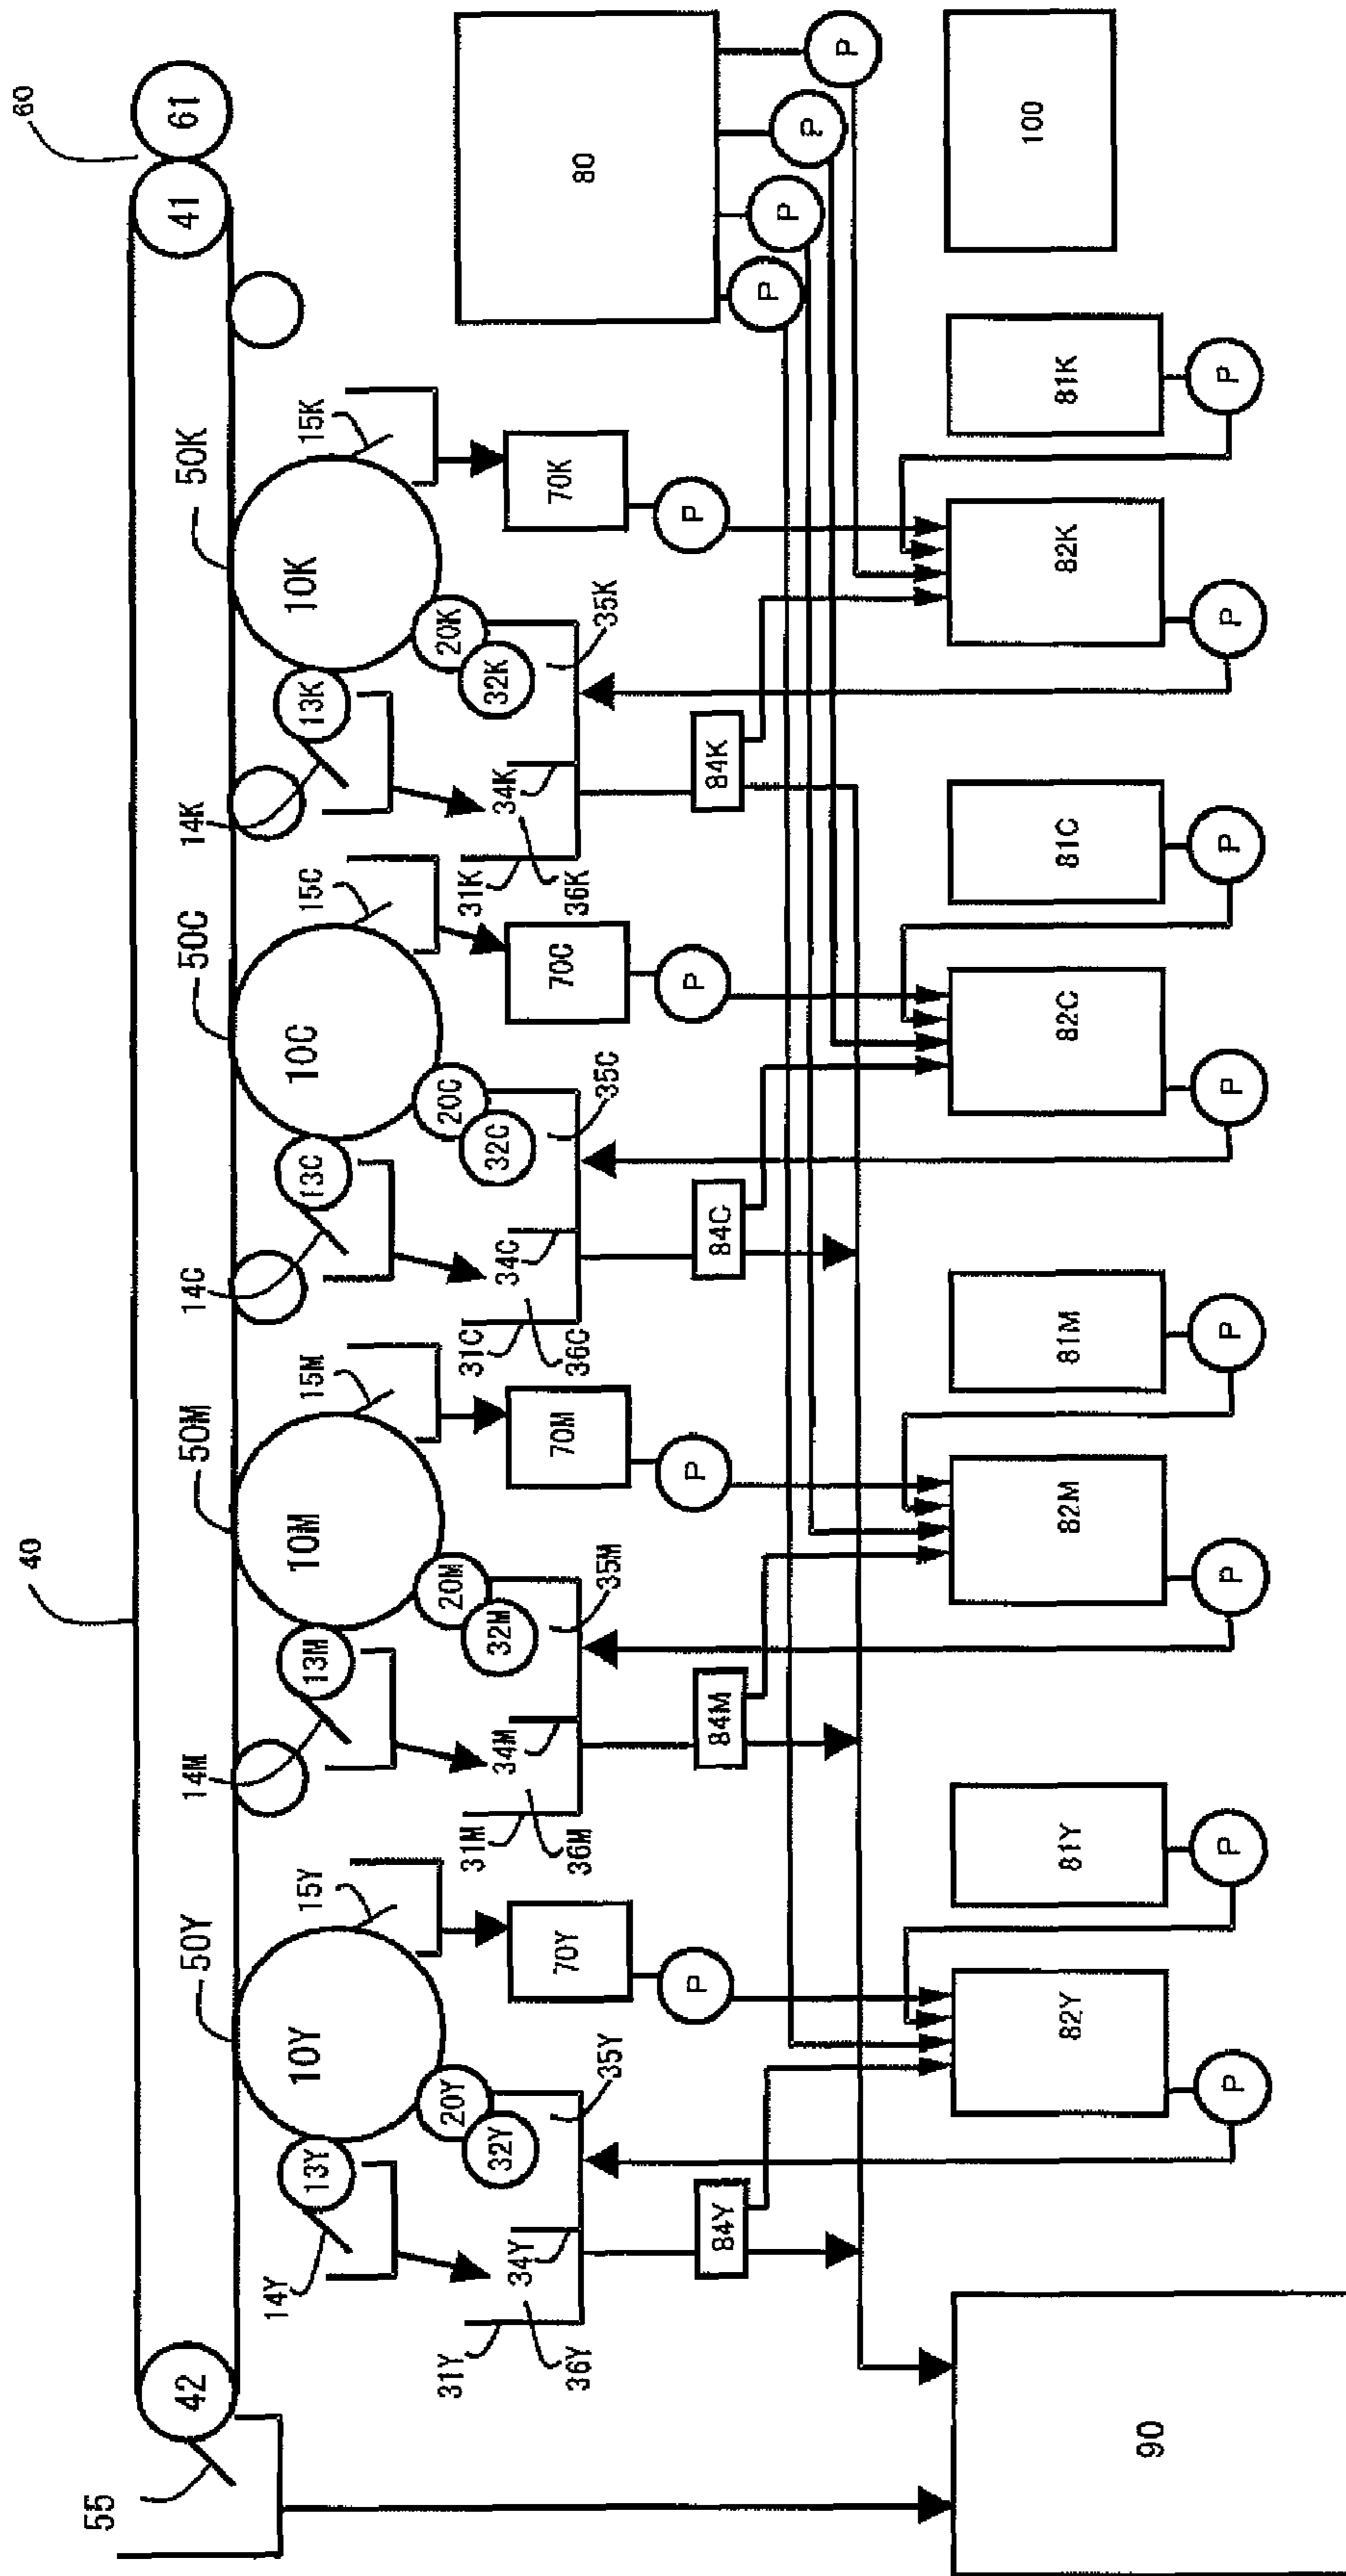 60
61
41
40
42
55
50Y
50M
50C
50K
10Y
10M
10C
10K
13Y
13M
13C
13K
14Y
14M
14C
14K
15Y
15M
15C
15K
20Y
20M
20C
20K
32Y
32M
32C
32K
31Y
31M
31C
31K
34Y
34M
34C
34K
35Y
35M
35C
35K
36Y
36M
36C
36K
70Y
70M
70C
70K
P
P
P
P
80
P
P
P
P
84Y
84M
84C
84K
90
82Y
81Y
82M
81M
82C
81C
82K
81K
100
P
P
P
P
P
P
P
P